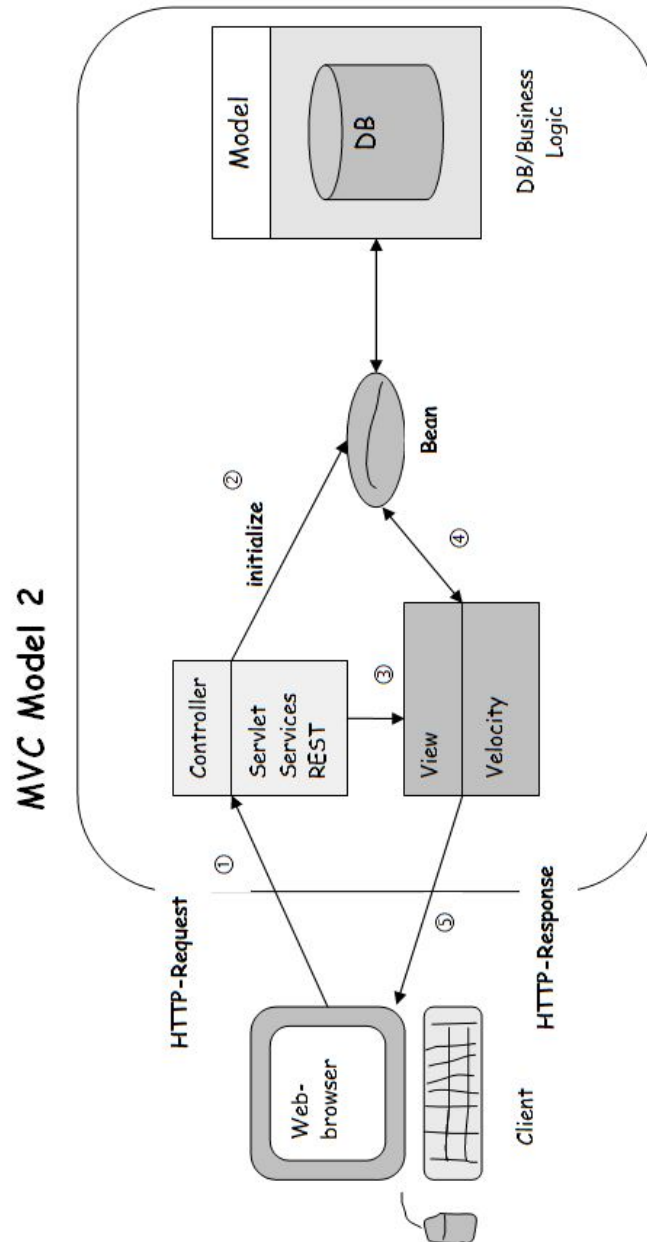 MVC Model 2
HTTP-Request
①
Controller
Servlet
Services
REST
initialize
②
Model
DB
DB/Business
Logic
Web-
browser
③
Bean
View
Velocity
④
⑤
HTTP-Response
Client